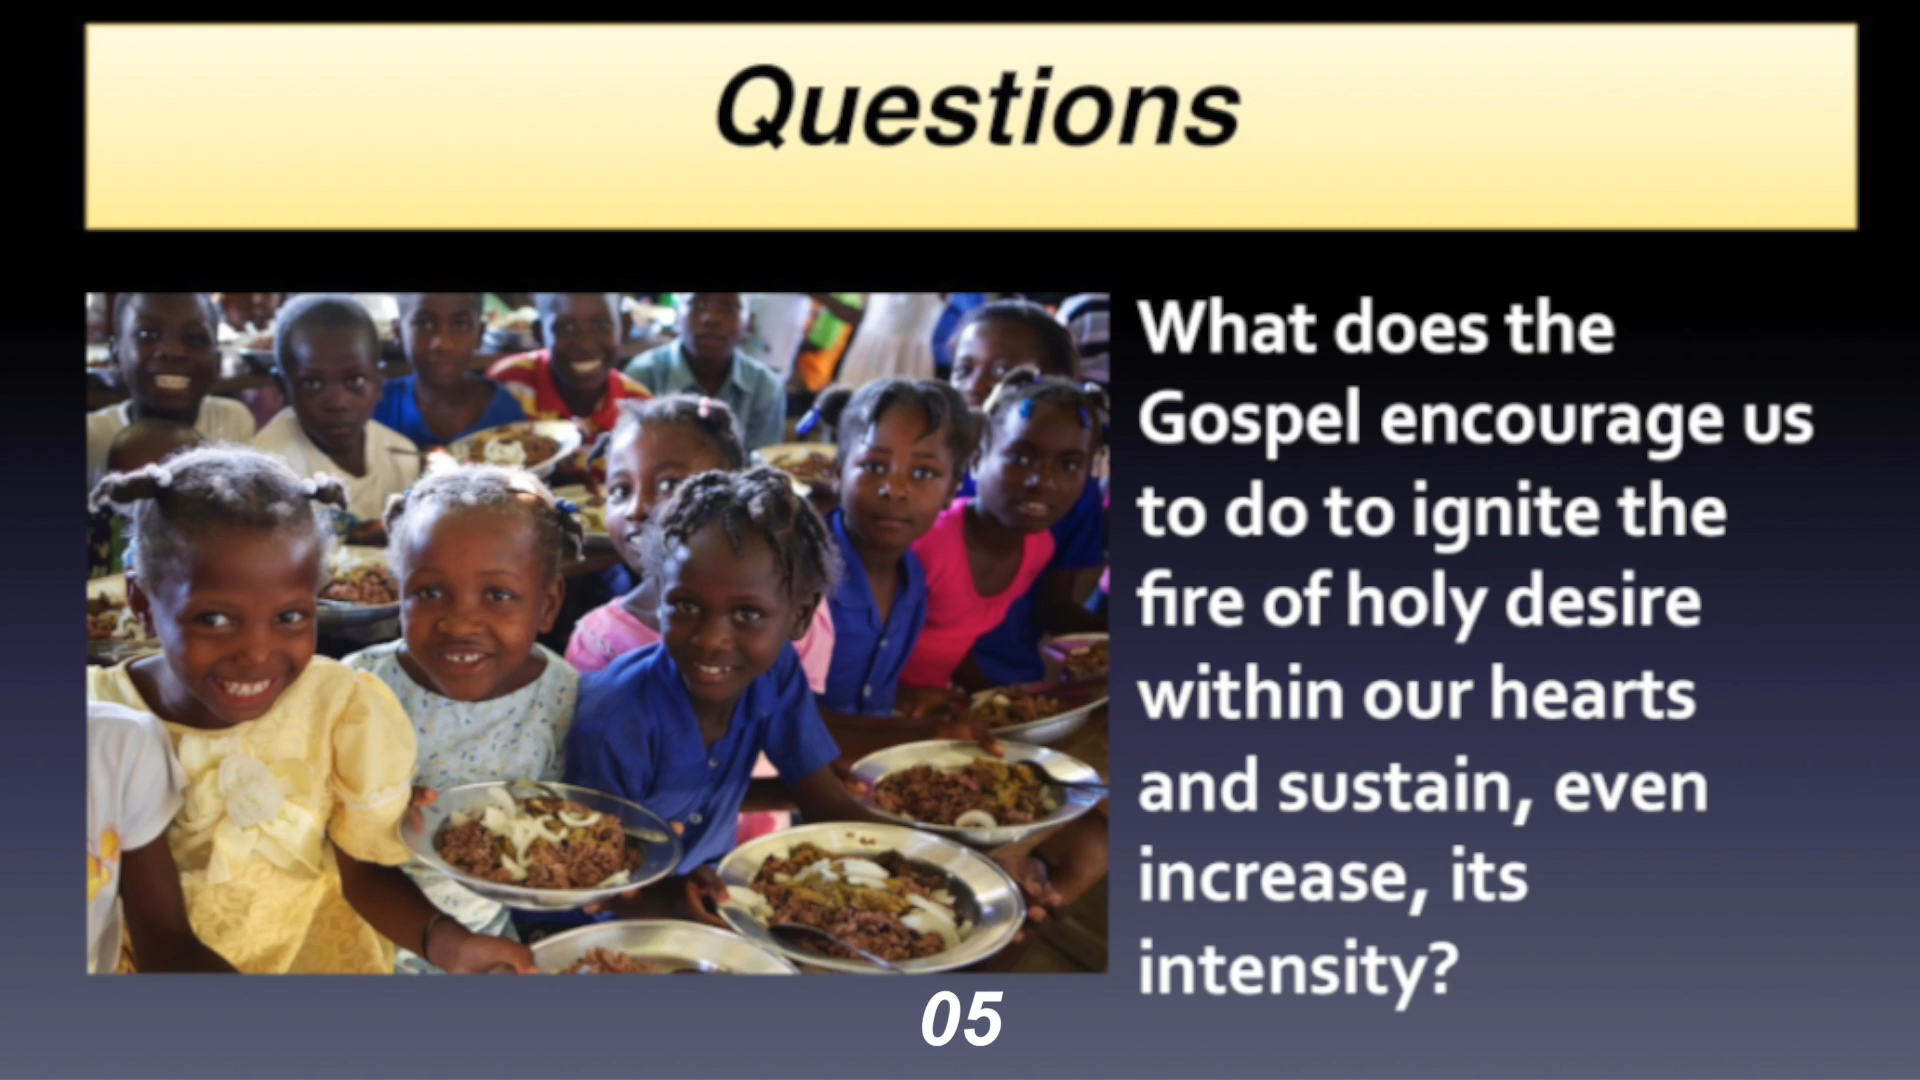 Questions
What does the
Gospel encourage us
to do to ignite the
fire of holy desire
within our hearts
and sustain, even
increase, its
intensity?
05